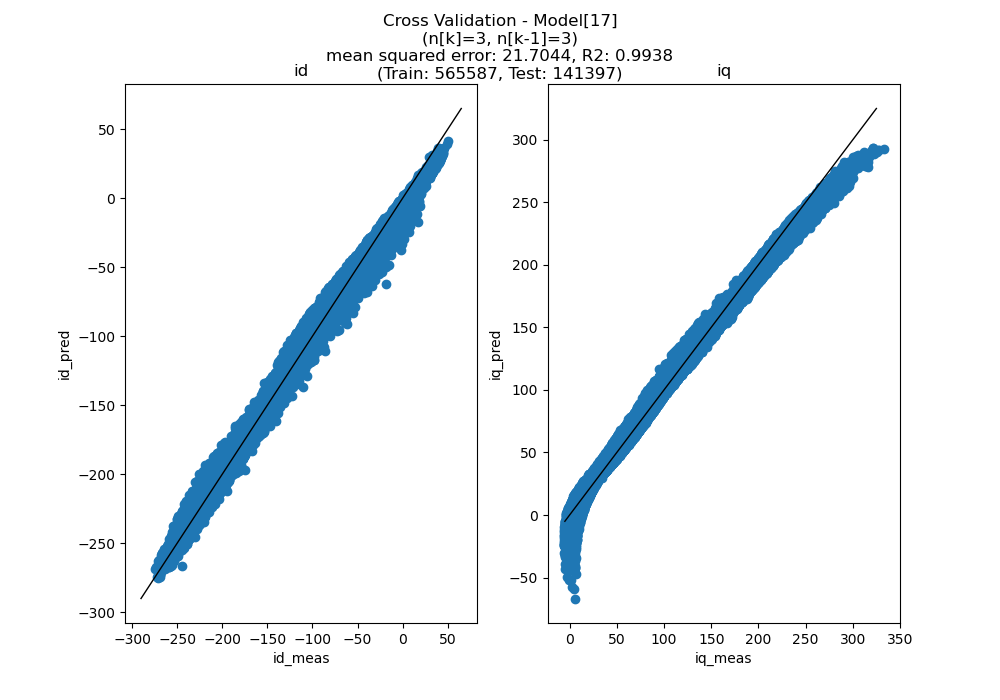 Cross Validation - Model[17]
(n[k]=3, n[k-1]=3)
mean squared error: 21.7044, R2: 0.9938
(Train: 565587, Test: 141397)
id
50
0
−50
−100
−150
−200
−250
−300
id_pred
−300 −250 −200 −150 −100 −50 0 50
id_meas
iq
300
250
200
150
100
50
0
−50
iq_pred
0 50 100 150 200 250 300 350
iq_meas